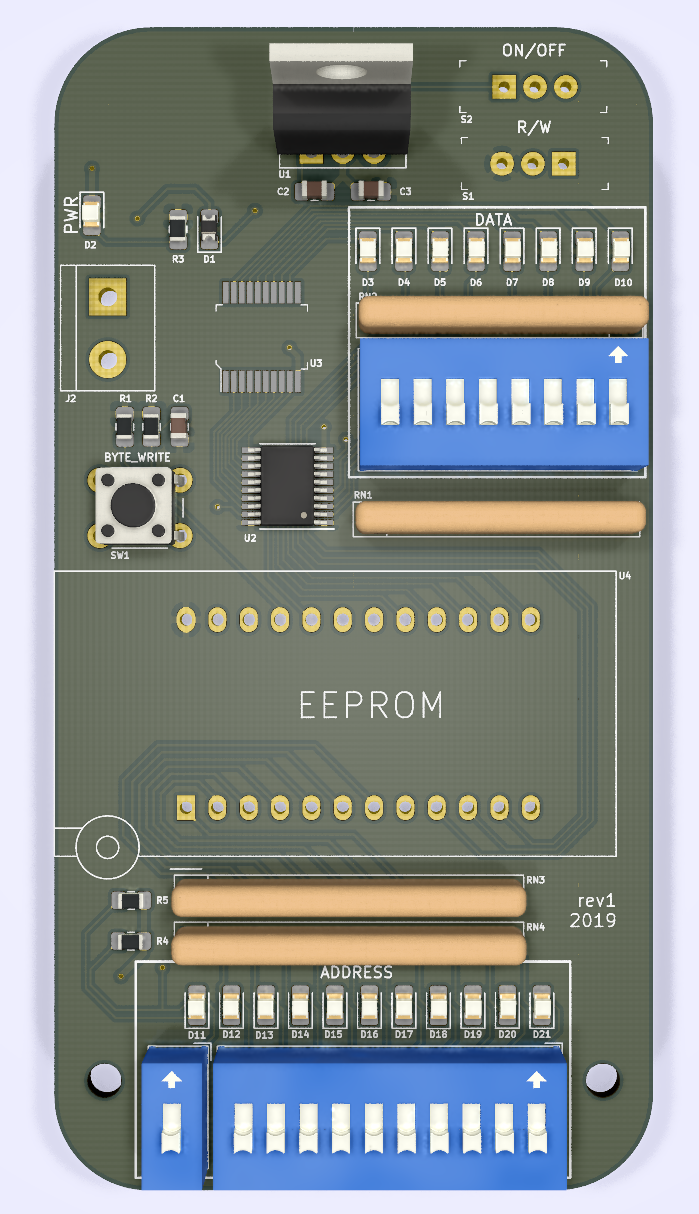 ON/OFF
S2
R/W
U1
S1
C2
C3
PWR
DATA
D2
R3
D1
D3 D4 D5 D6 D7 D8 D9 D10
U3
J2
R1 R2 C1
BYTE_WRITE
RN1
U2
SW1
U4
EEPROM
RN3
R5
rev1
2019
RN4
R4
ADDRESS
D11 D12 D13 D14 D15 D16 D17 D18 D19 D20 D21